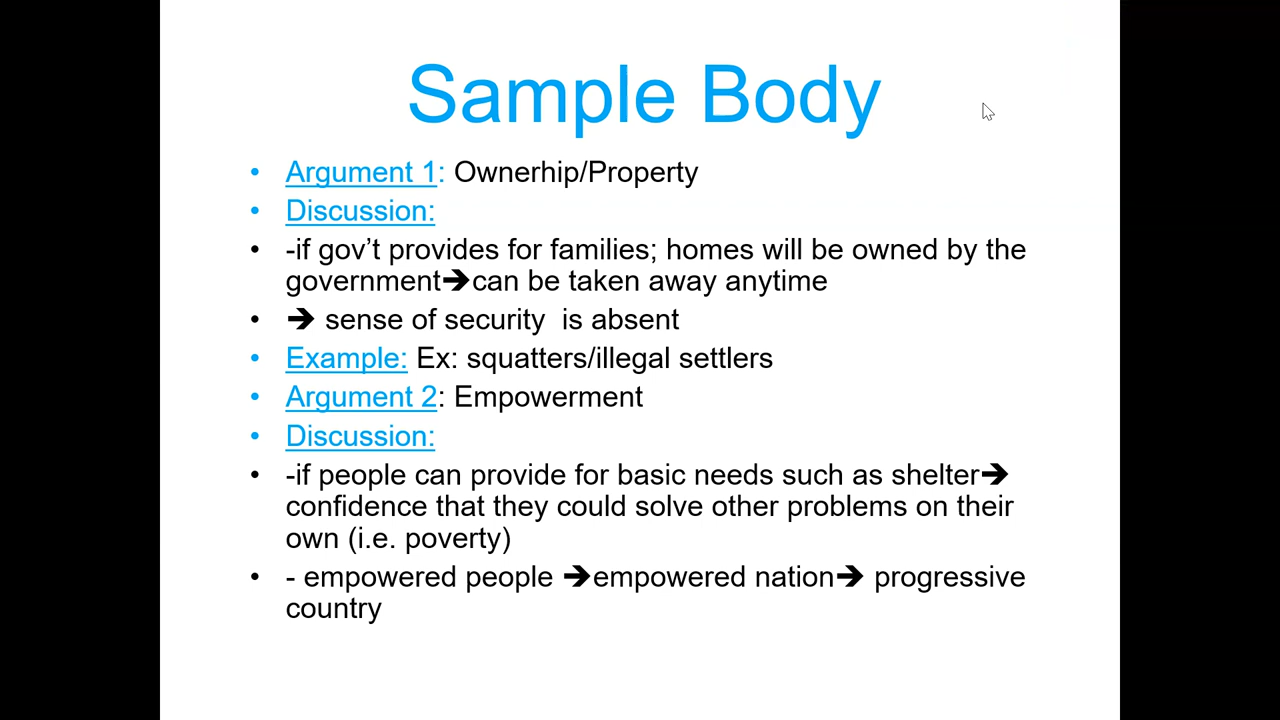 Sample Body
• Argument 1: Ownerhip/Property
• Discussion:
• -if gov’t provides for families; homes will be owned by the
government➔can be taken away anytime
• ➔ sense of security  is absent
• Example: Ex: squatters/illegal settlers
• Argument 2: Empowerment
• Discussion:
• -if people can provide for basic needs such as shelter➔
confidence that they could solve other problems on their
own (i.e. poverty)
• - empowered people ➔empowered nation➔ progressive
country